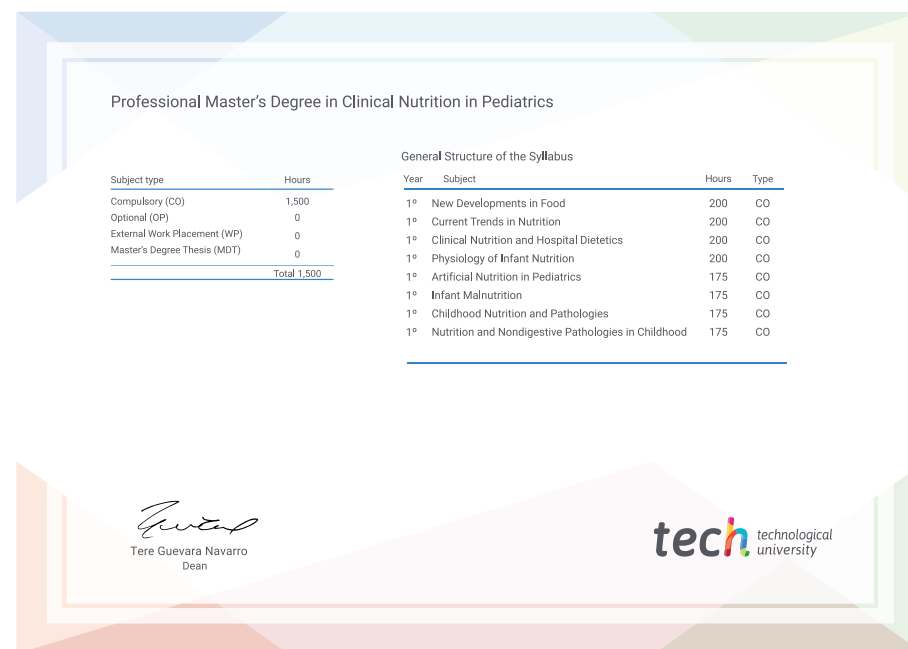 Professional Master's Degree in Clinical Nutrition in Pediatrics
Subject type Hours
Compulsory (CO) 1,500
Optional (OP) 0
External Work Placement (WP) 0
Master's Degree Thesis (MDT) 0
Total 1,500
General Structure of the Syllabus
Year Subject Hours Type
1º New Developments in Food 200 CO
1º Current Trends in Nutrition 200 CO
1º Clinical Nutrition and Hospital Dietetics 200 CO
1º Physiology of Infant Nutrition 200 CO
1º Artificial Nutrition in Pediatrics 175 CO
1º Infant Malnutrition 175 CO
1º Childhood Nutrition and Pathologies 175 CO
1º Nutrition and Nondigestive Pathologies in Childhood 175 CO
Tere Guevara Navarro
Dean
tech technological
university